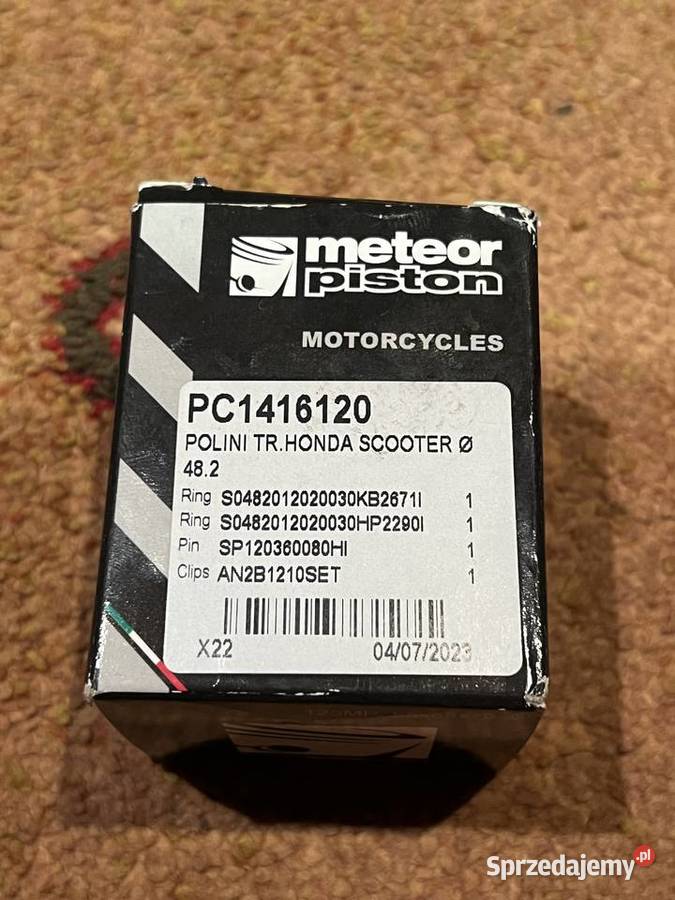 meteor
piston
MOTORCYCLES
PC1416120
POLINI TR.HONDA SCOOTER Ø
48.2
Ring S0482012020030KB2671I 1
Ring S0482012020030HP2290I 1
Pin SP120360080HI 1
Clips AN2B1210SET 1
X22 04/07/2023
Sprzedajemy.pl